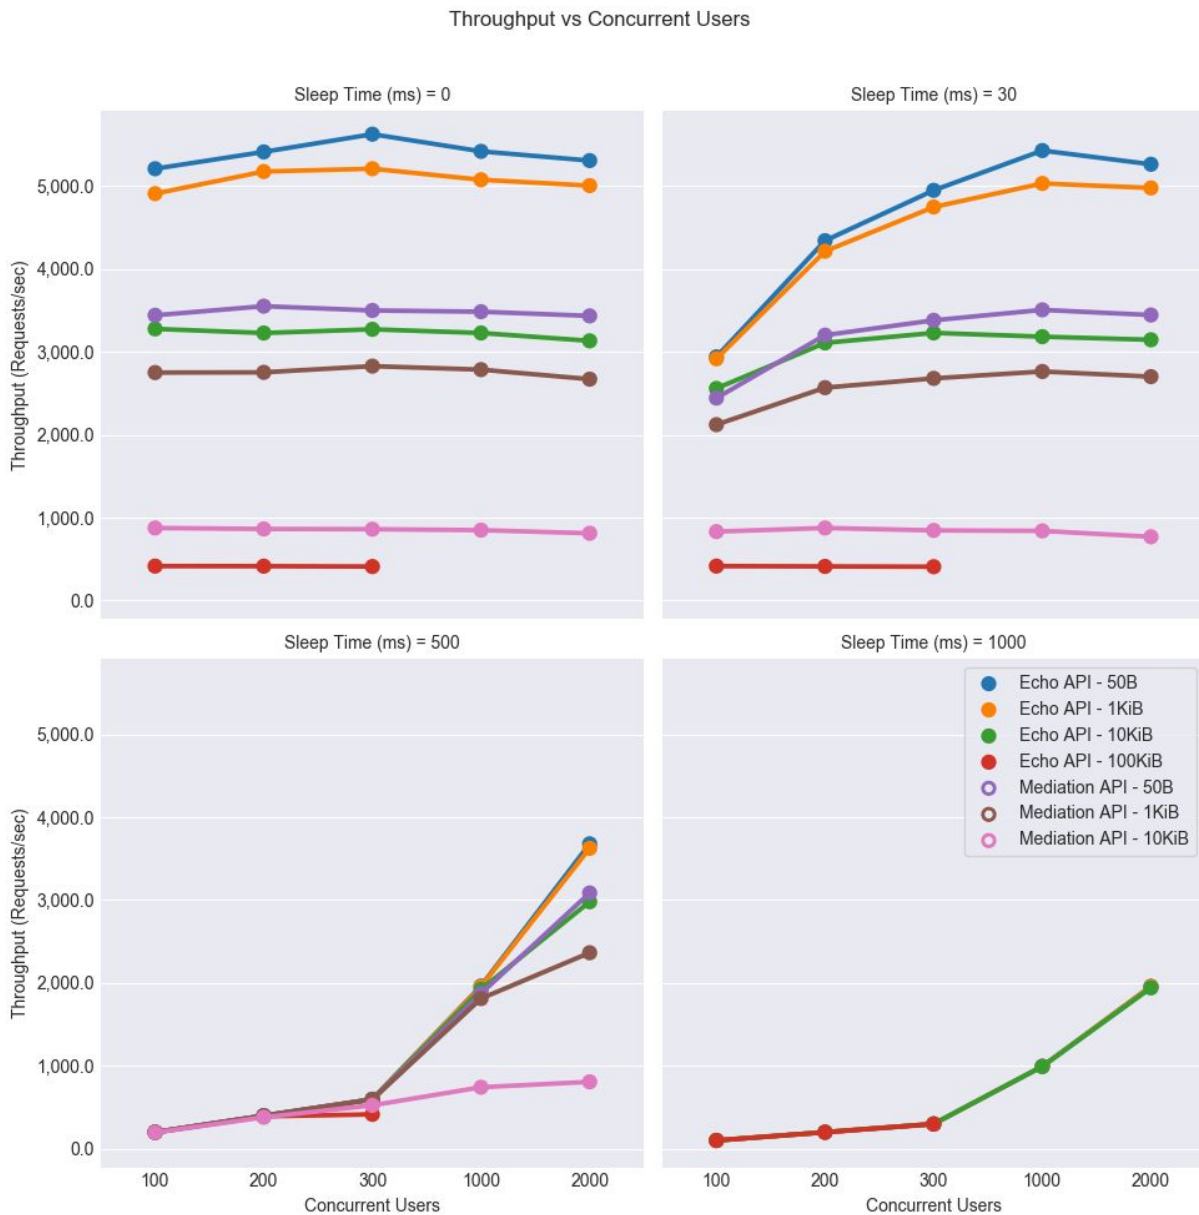 Throughput vs Concurrent Users
Sleep Time (ms) = 0
Sleep Time (ms) = 30
Throughput (Requests/sec)
5,000.0
4,000.0
3,000.0
2,000.0
1,000.0
0.0
Sleep Time (ms) = 500
Sleep Time (ms) = 1000
Throughput (Requests/sec)
5,000.0
4,000.0
3,000.0
2,000.0
1,000.0
0.0
Echo API - 50B
Echo API - 1KiB
Echo API - 10KiB
Echo API - 100KiB
Mediation API - 50B
Mediation API - 1KiB
Mediation API - 10KiB
100 200 300 1000 2000
Concurrent Users
100 200 300 1000 2000
Concurrent Users